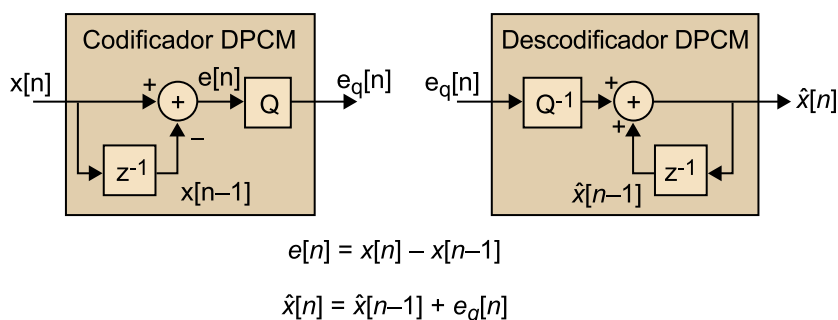 Codificador DPCM
x[n]
+
+
–
e[n]
Q
e_q[n]
z⁻¹
x[n–1]
Descodificador DPCM
e_q[n]
Q⁻¹
+
+
+
x̂[n]
z⁻¹
x̂[n–1]
e[n] = x[n] – x[n–1]
x̂[n] = x̂[n–1] + e_q[n]